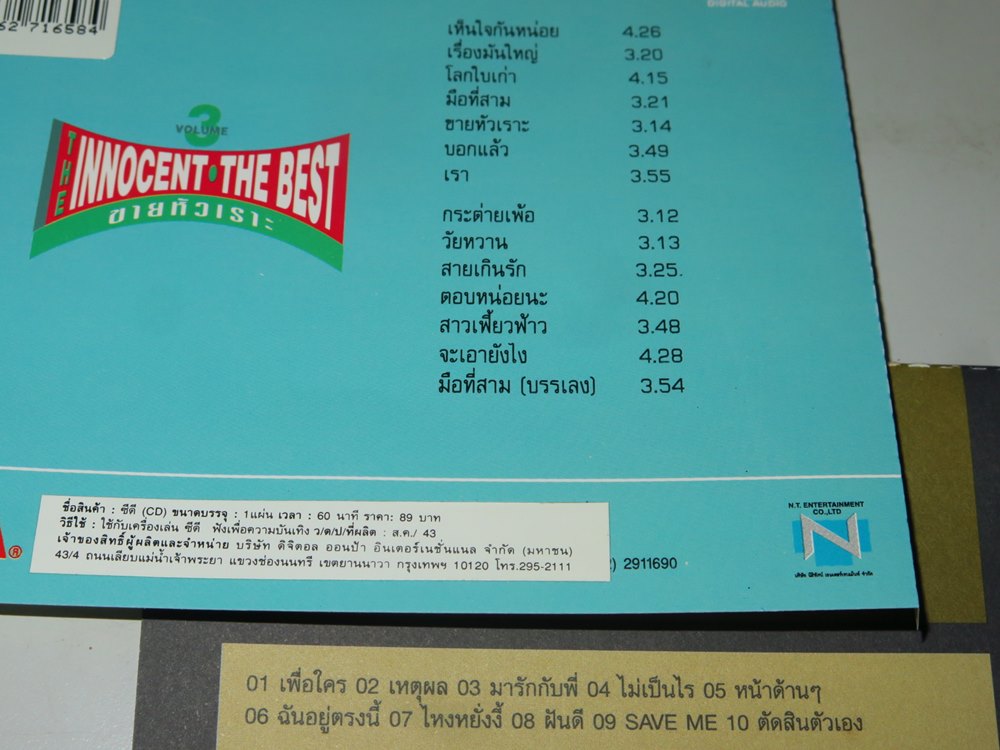 DIGITAL AUDIO
62 716584
เห็นใจกันหน่อย 4.26
เรื่องมันใหญ่ 3.20
โลกใบเก่า 4.15
มือที่สาม 3.21
ชายหัวเราะ 3.14
บอกแล้ว 3.49
เรา 3.55
กระต่ายเพ้อ 3.12
วัยหวาน 3.13
สายเกินรัก 3.25.
ตอบหน่อยนะ 4.20
สาวเฟี้ยวฟ้าว 3.48
จะเอายังไง 4.28
มือที่สาม (บรรเลง) 3.54
3
VOLUME
THE
INNOCENT·THE BEST
ชายหัวเราะ
ชื่อสินค้า : ซีดี (CD) ขนาดบรรจุ : 1แผ่น เวลา : 60 นาที ราคา: 89 บาท
วิธีใช้ : ใช้กับเครื่องเล่น ซีดี ฟังเพื่อความบันเทิง ว/ด/ป/ที่ผลิต : ส.ค./ 43
เจ้าของสิทธิ์ผู้ผลิตและจำหน่าย บริษัท ดิจิตอล ออนป้า อินเตอร์เนชั่นแนล จำกัด (มหาชน)
43/4 ถนนเลียบแม่น้ำเจ้าพระยา แขวงช่องนนทรี เขตยานนาวา กรุงเทพฯ 10120 โทร.295-2111
) 2911690
®
N.T. ENTERTAINMENT
CO.,LTD
N
01 เพื่อใคร 02 เหตุผล 03 มารักกับพี่ 04 ไม่เป็นไร 05 หน้าด้านๆ
06 ฉันอยู่ตรงนี้ 07 ไหงหยั่งงี้ 08 ฝันดี 09 SAVE ME 10 ตัดสินตัวเอง